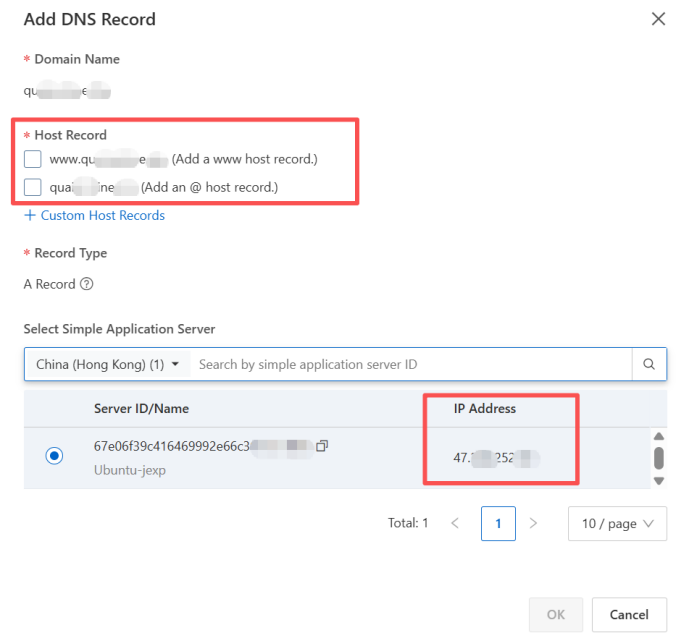 Add DNS Record
* Domain Name
* Host Record
(Add a www host record.)
(Add an @ host record.)
+ Custom Host Records
* Record Type
A Record
Select Simple Application Server
China (Hong Kong) (1) Search by simple application server ID
Server ID/Name IP Address
Ubuntu-jexp
Total: 1 < 1 > 10 / page
OK Cancel